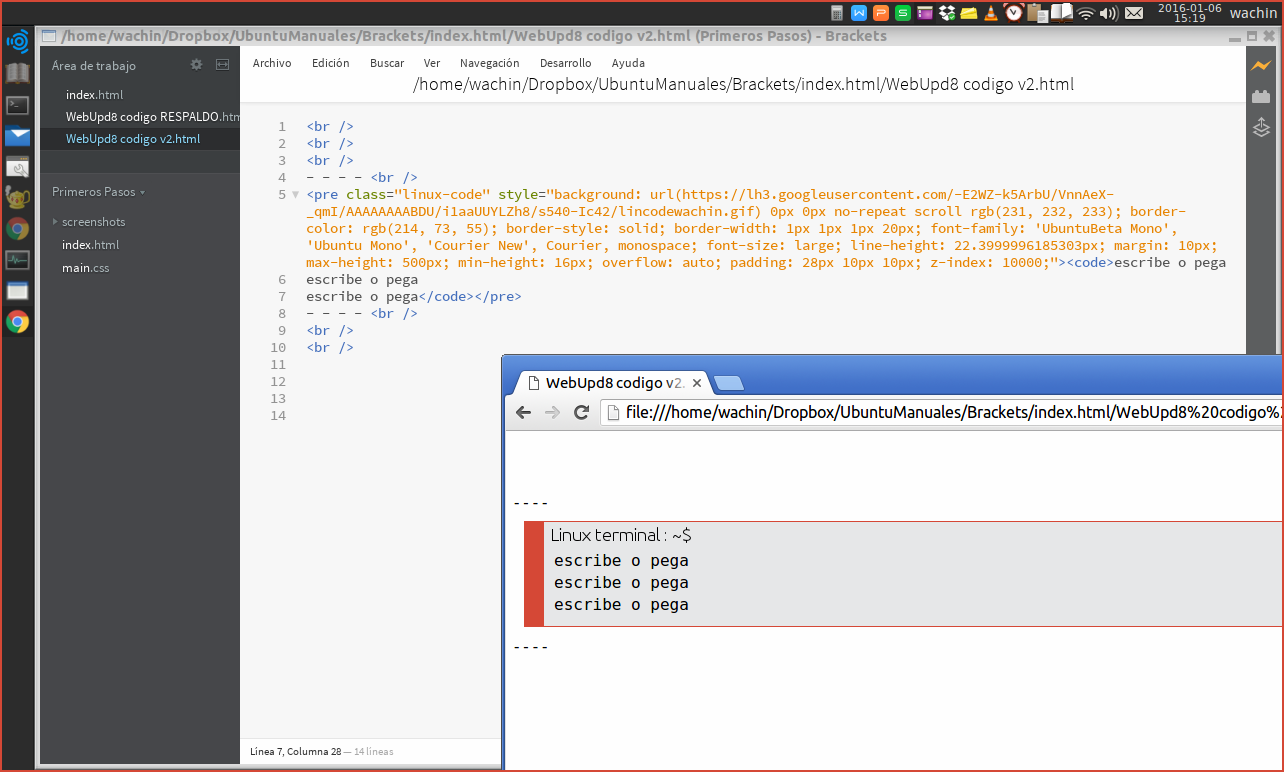 2016-01-06
15:19
wachin
/home/wachin/Dropbox/UbuntuManuales/Brackets/index.html/WebUpd8 codigo v2.html (Primeros Pasos) - Brackets
Área de trabajo
index.html
WebUpd8 codigo RESPALDO.htm
WebUpd8 codigo v2.html
Primeros Pasos
screenshots
index.html
main.css
Archivo Edición Buscar Ver Navegación Desarrollo Ayuda
/home/wachin/Dropbox/UbuntuManuales/Brackets/index.html/WebUpd8 codigo v2.html
1 <br />
2 <br />
3 <br />
4 - - - - <br />
5 <pre class="linux-code" style="background: url(https://lh3.googleusercontent.com/-E2WZ-k5ArbU/VnnAeX-
_qmI/AAAAAAAABDU/i1aaUUYLZh8/s540-Ic42/lincodewachin.gif) 0px 0px no-repeat scroll rgb(231, 232, 233); border-
color: rgb(214, 73, 55); border-style: solid; border-width: 1px 1px 1px 20px; font-family: 'UbuntuBeta Mono',
'Ubuntu Mono', 'Courier New', Courier, monospace; font-size: large; line-height: 22.3999996185303px; margin: 10px;
max-height: 500px; min-height: 16px; overflow: auto; padding: 28px 10px 10px; z-index: 10000;"><code>escribe o pega
6 escribe o pega
7 escribe o pega</code></pre>
8 - - - - <br />
9 <br />
10 <br />
11
12
13
14
Línea 7, Columna 28 — 14 líneas
WebUpd8 codigo v2.
file:///home/wachin/Dropbox/UbuntuManuales/Brackets/index.html/WebUpd8%20codigo%
----
Linux terminal : ~$
escribe o pega
escribe o pega
escribe o pega
----